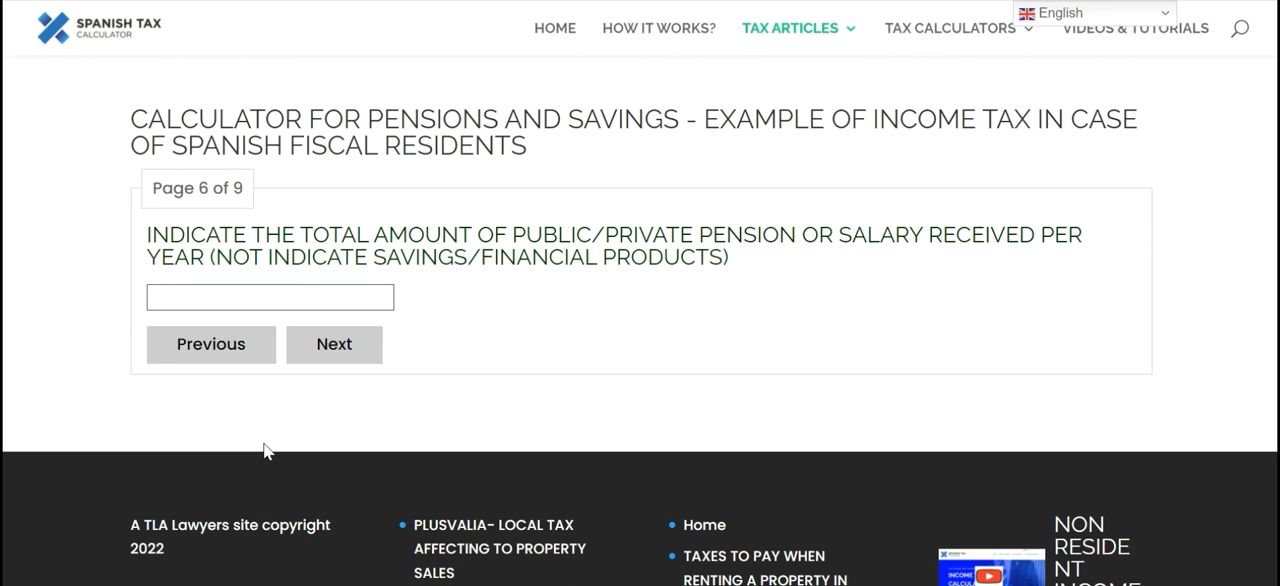 SPANISH TAX
CALCULATOR
HOME
HOW IT WORKS?
TAX ARTICLES
TAX CALCULATORS
VIDEOS & TUTORIALS
English
CALCULATOR FOR PENSIONS AND SAVINGS - EXAMPLE OF INCOME TAX IN CASE
OF SPANISH FISCAL RESIDENTS
Page 6 of 9
INDICATE THE TOTAL AMOUNT OF PUBLIC/PRIVATE PENSION OR SALARY RECEIVED PER
YEAR (NOT INDICATE SAVINGS/FINANCIAL PRODUCTS)
Previous
Next
A TLA Lawyers site copyright
2022
PLUSVALIA- LOCAL TAX
AFFECTING TO PROPERTY
SALES
Home
TAXES TO PAY WHEN
RENTING A PROPERTY IN
INCOME
NON
RESIDE
NT
INCOME